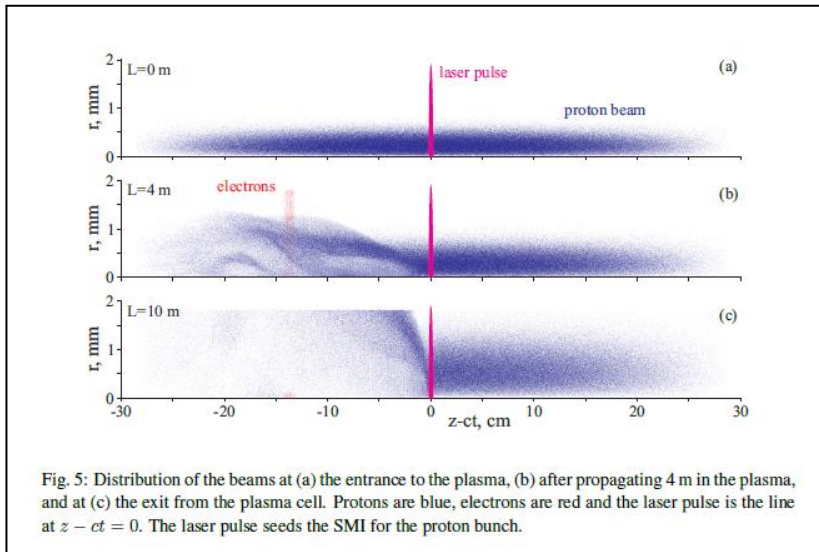 2
L=0 m
laser pulse
(a)
r, mm
1
proton beam
0
2
L=4 m
electrons
(b)
r, mm
1
0
2
L=10 m
(c)
r, mm
1
0
-30 -20 -10 0 10 20 30
z-ct, cm
Fig. 5: Distribution of the beams at (a) the entrance to the plasma, (b) after propagating 4 m in the plasma,
and at (c) the exit from the plasma cell. Protons are blue, electrons are red and the laser pulse is the line
at z − ct = 0. The laser pulse seeds the SMI for the proton bunch.